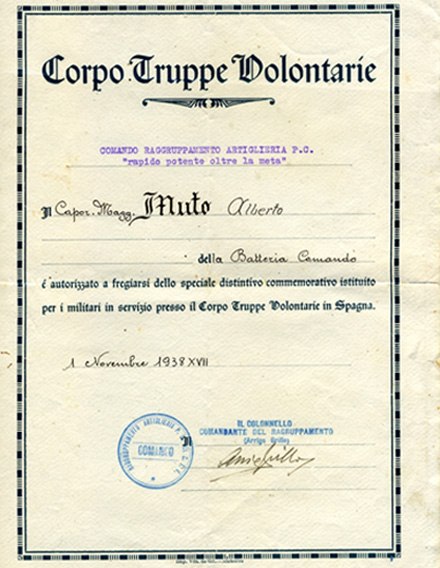 Corpo Truppe Volontarie
COMANDO RAGGRUPPAMENTO ARTIGLIERIA P.C.
"rapido potente oltre la meta"
Il Capor. Magg. Muto Alberto
della Batteria Comando
è autorizzato a fregiarsi dello speciale distintivo commemorativo istituito
per i militari in servizio presso il Corpo Truppe Volontarie in Spagna.
1 Novembre 1938 XVII
IL COLONNELLO
COMANDANTE DEL RAGGRUPPAMENTO
(Arrigo Grillo)
RAGGRUPPAMENTO ARTIGLIERIA
COMANDO